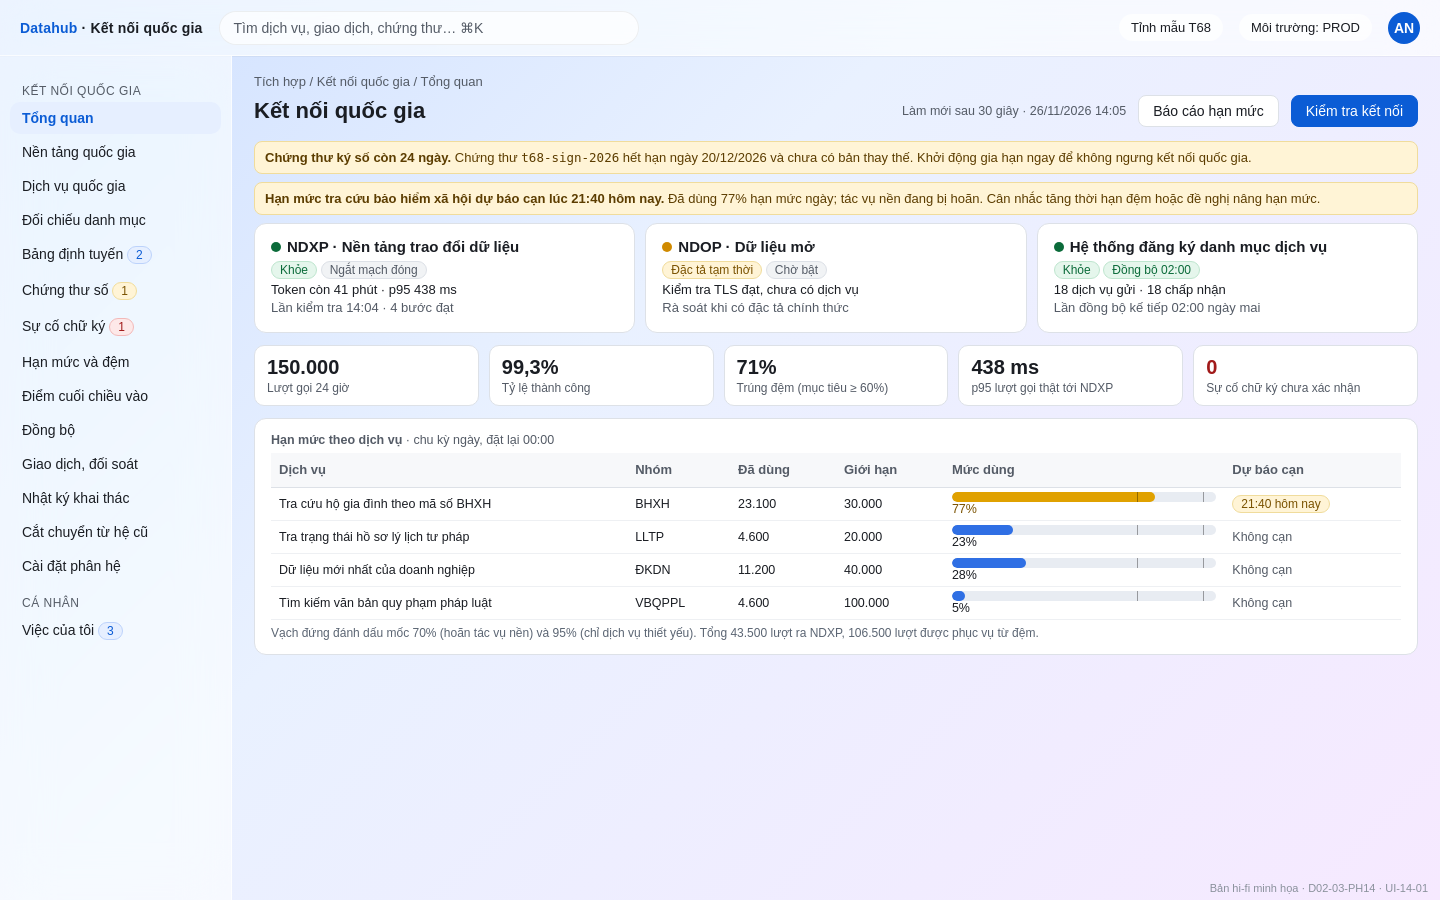 Datahub · Kết nối quốc gia
Tìm dịch vụ, giao dịch, chứng thư… ⌘K
Tỉnh mẫu T68
Môi trường: PROD
AN
KẾT NỐI QUỐC GIA
Tổng quan
Nền tảng quốc gia
Dịch vụ quốc gia
Đối chiếu danh mục
Bảng định tuyến 2
Chứng thư số 1
Sự cố chữ ký 1
Hạn mức và đệm
Điểm cuối chiều vào
Đồng bộ
Giao dịch, đối soát
Nhật ký khai thác
Cắt chuyển từ hệ cũ
Cài đặt phân hệ
CÁ NHÂN
Việc của tôi 3
Tích hợp / Kết nối quốc gia / Tổng quan
Kết nối quốc gia
Làm mới sau 30 giây · 26/11/2026 14:05
Báo cáo hạn mức
Kiểm tra kết nối
Chứng thư ký số còn 24 ngày. Chứng thư t68-sign-2026 hết hạn ngày 20/12/2026 và chưa có bản thay thế. Khởi động gia hạn ngay để không ngưng kết nối quốc gia.
Hạn mức tra cứu bảo hiểm xã hội dự báo cạn lúc 21:40 hôm nay. Đã dùng 77% hạn mức ngày; tác vụ nền đang bị hoãn. Cân nhắc tăng thời hạn đệm hoặc đề nghị nâng hạn mức.
NDXP · Nền tảng trao đổi dữ liệu
Khỏe Ngắt mạch đóng
Token còn 41 phút · p95 438 ms
Lần kiểm tra 14:04 · 4 bước đạt
NDOP · Dữ liệu mở
Đặc tả tạm thời Chờ bật
Kiểm tra TLS đạt, chưa có dịch vụ
Rà soát khi có đặc tả chính thức
Hệ thống đăng ký danh mục dịch vụ
Khỏe Đồng bộ 02:00
18 dịch vụ gửi · 18 chấp nhận
Lần đồng bộ kế tiếp 02:00 ngày mai
150.000
Lượt gọi 24 giờ
99,3%
Tỷ lệ thành công
71%
Trúng đệm (mục tiêu ≥ 60%)
438 ms
p95 lượt gọi thật tới NDXP
0
Sự cố chữ ký chưa xác nhận
Hạn mức theo dịch vụ · chu kỳ ngày, đặt lại 00:00
Dịch vụ Nhóm Đã dùng Giới hạn Mức dùng Dự báo cạn
Tra cứu hộ gia đình theo mã số BHXH BHXH 23.100 30.000 77% 21:40 hôm nay
Tra trạng thái hồ sơ lý lịch tư pháp LLTP 4.600 20.000 23% Không cạn
Dữ liệu mới nhất của doanh nghiệp ĐKDN 11.200 40.000 28% Không cạn
Tìm kiếm văn bản quy phạm pháp luật VBQPPL 4.600 100.000 5% Không cạn
Vạch đứng đánh dấu mốc 70% (hoãn tác vụ nền) và 95% (chỉ dịch vụ thiết yếu). Tổng 43.500 lượt ra NDXP, 106.500 lượt được phục vụ từ đệm.
Bản hi-fi minh họa · D02-03-PH14 · UI-14-01